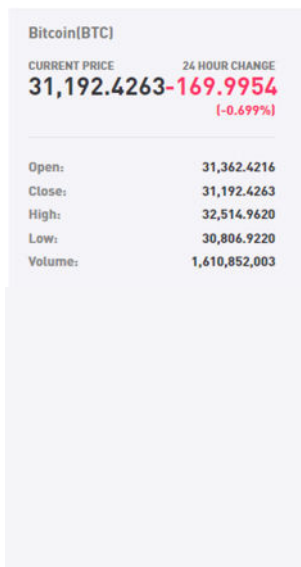 Bitcoin(BTC)
CURRENT PRICE 24 HOUR CHANGE
31,192.4263-169.9954
(-0.699%)
Open: 31,362.4216
Close: 31,192.4263
High: 32,514.9620
Low: 30,806.9220
Volume: 1,610,852,003